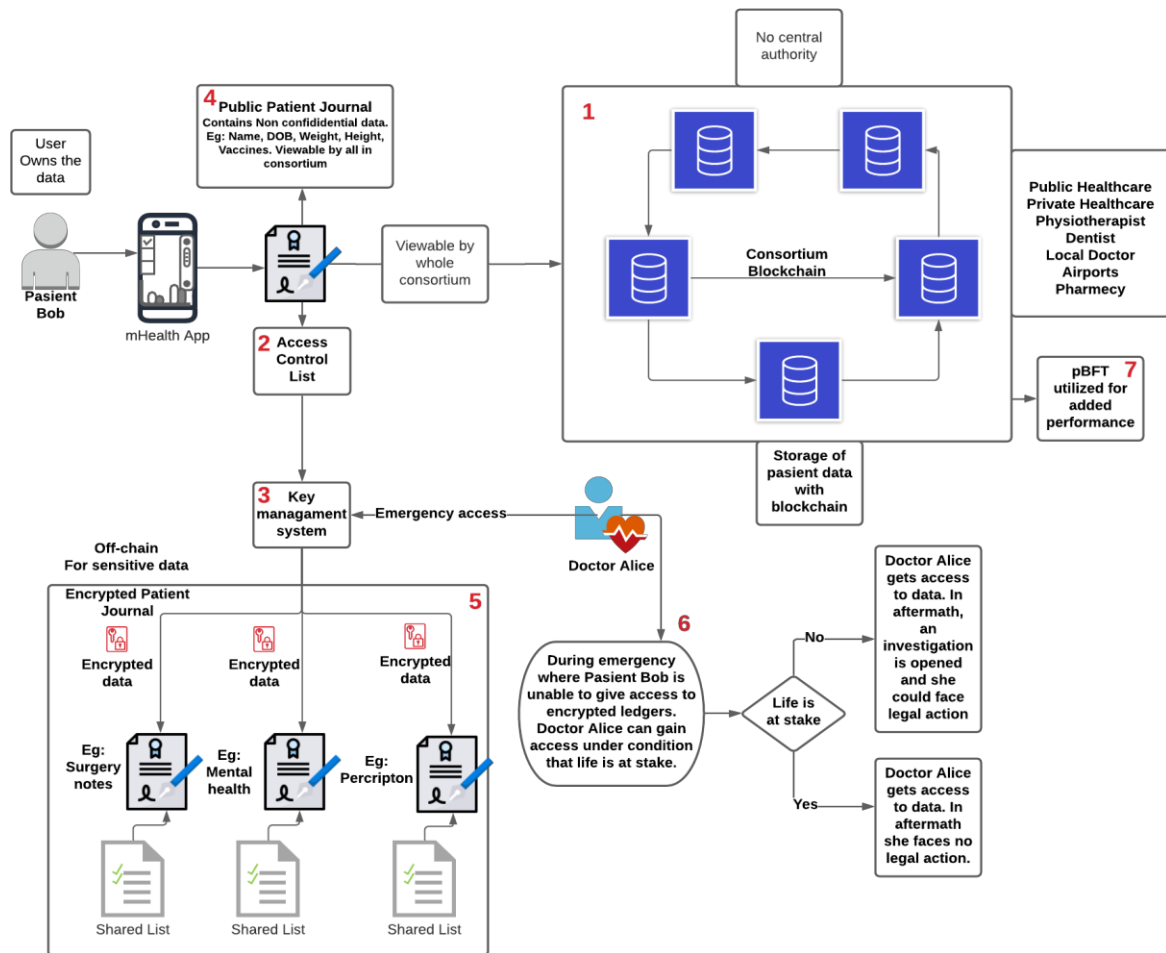 No central
authority
4
Public Patient Journal
Contains Non confididential data.
Eg: Name, DOB, Weight, Height,
Vaccines. Viewable by all in
consortium
1
User
Owns the
data
Public Healthcare
Private Healthcare
Physiotherapist
Dentist
Local Doctor
Airports
Pharmecy
Viewable by
whole
consortium
Consortium
Blockchain
Pasient
Bob
mHealth App
2
Access
Control
List
pBFT
utilized for
added
performance
7
Storage of
pasient data
with
blockchain
3
Key
managament
system
Emergency access
Doctor Alice
Off-chain
For sensitive data
Encrypted Patient
Journal
5
Encrypted
data
Encrypted
data
Encrypted
data
Eg:
Surgery
notes
Eg:
Mental
health
Eg:
Percripton
Shared List
Shared List
Shared List
6
During emergency
where Pasient Bob is
unable to give access to
encrypted ledgers.
Doctor Alice can gain
access under condition
that life is at stake.
Life is
at stake
No
Doctor Alice
gets access
to data. In
aftermath,
an
investigation
is opened
and she
could face
legal action
Yes
Doctor Alice
gets access
to data. In
aftermath
she faces no
legal action.